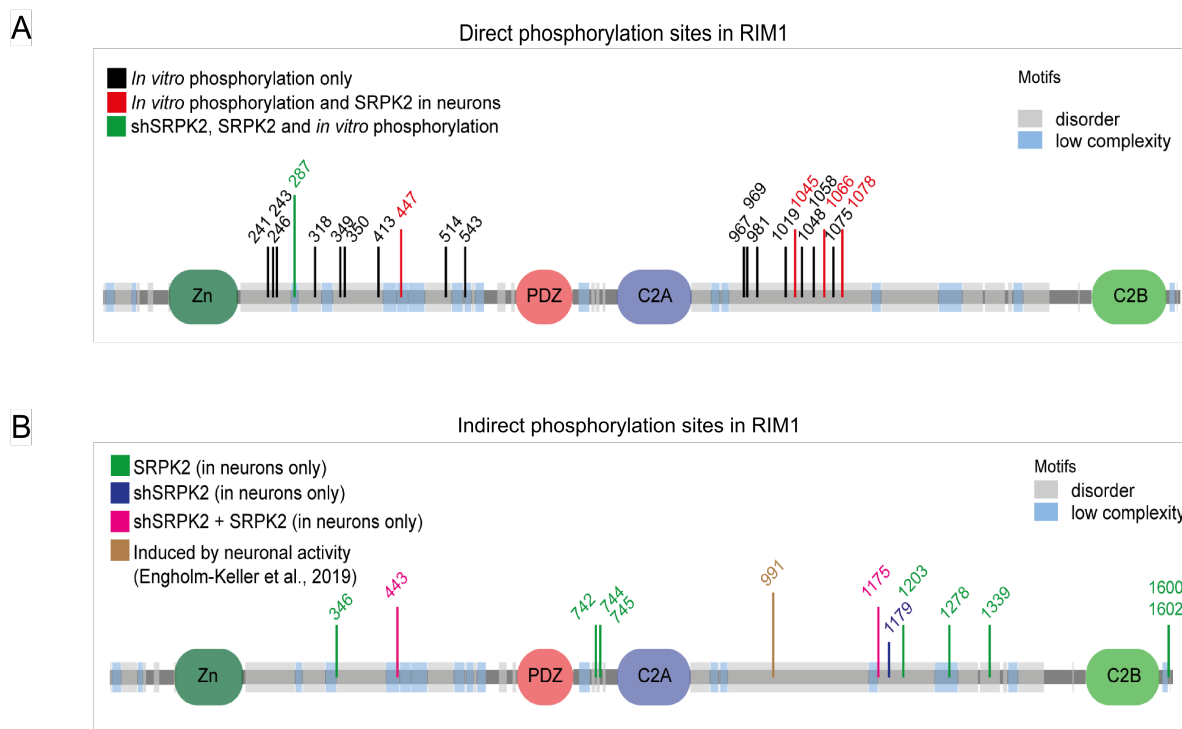 A
Direct phosphorylation sites in RIM1
In vitro phosphorylation only
In vitro phosphorylation and SRPK2 in neurons
shSRPK2, SRPK2 and in vitro phosphorylation
Motifs
disorder
low complexity
241
243
246
287
318
349
350
413
447
514
543
967
969
981
1019
1045
1048
1058
1066
1075
1078
Zn
PDZ
C2A
C2B
B
Indirect phosphorylation sites in RIM1
SRPK2 (in neurons only)
shSRPK2 (in neurons only)
shSRPK2 + SRPK2 (in neurons only)
Induced by neuronal activity
(Engholm-Keller et al., 2019)
Motifs
disorder
low complexity
346
443
742
744
745
991
1175
1179
1203
1278
1339
1600
1602
Zn
PDZ
C2A
C2B